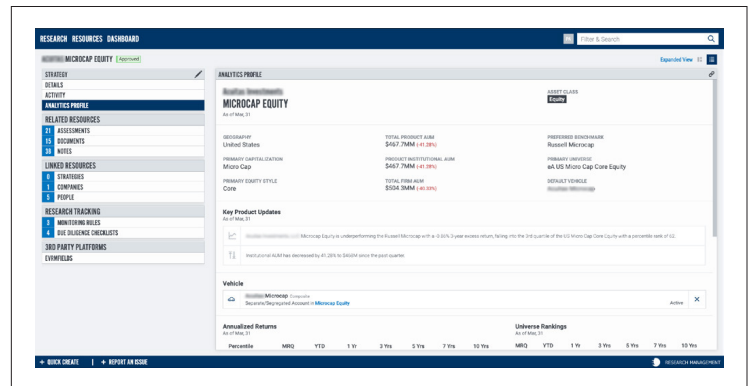 RESEARCH RESOURCES DASHBOARD
Filter & Search
MICROCAP EQUITY Approved
Expanded View
STRATEGY
DETAILS
ACTIVITY
ANALYTICS PROFILE
RELATED RESOURCES
21 ASSESSMENTS
15 DOCUMENTS
38 NOTES
LINKED RESOURCES
0 STRATEGIES
1 COMPANIES
5 PEOPLE
RESEARCH TRACKING
3 MONITORING RULES
4 DUE DILIGENCE CHECKLISTS
3RD PARTY PLATFORMS
EVRMFIELDS
ANALYTICS PROFILE
MICROCAP EQUITY
As of Mar, 31
ASSET CLASS
Equity
GEOGRAPHY
United States
TOTAL PRODUCT AUM
$467.7MM (-41.28%)
PREFERRED BENCHMARK
Russell Microcap
PRIMARY CAPITALIZATION
Micro Cap
PRODUCT INSTITUTIONAL AUM
$467.7MM (-41.28%)
PRIMARY UNIVERSE
eA US Micro Cap Core Equity
PRIMARY EQUITY STYLE
Core
TOTAL FIRM AUM
$504.3MM
DEFAULT VEHICLE
Key Product Updates
As of Mar, 31
Microcap Equity is underperforming the Russell Microcap with a 3-year excess return, falling into the 3rd quartile of the US Micro Cap Core Equity with a percentile rank of 52.
Institutional AUM has decreased by 41.28% to since the past quarter.
Vehicle
Microcap Composite
Separate/Segregated Account in Microcap Equity
Active
Annualized Returns
As of Mar, 31
Percentile MRQ YTD 1 Yr 3 Yrs 5 Yrs 7 Yrs 10 Yrs
Universe Rankings
As of Mar, 31
MRQ YTD 1 Yr 3 Yrs 5 Yrs 7 Yrs 10 Yrs
+ QUICK CREATE | + REPORT AN ISSUE
RESEARCH MANAGEMENT